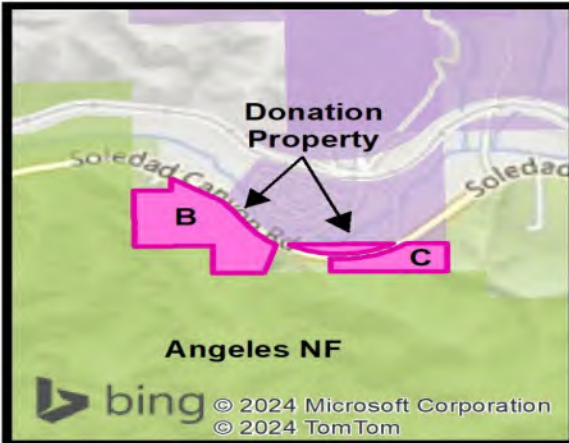 Donation
Property
Soledad Canyon Rd
Soledad
B
C
Angeles NF
bing © 2024 Microsoft Corporation
© 2024 TomTom